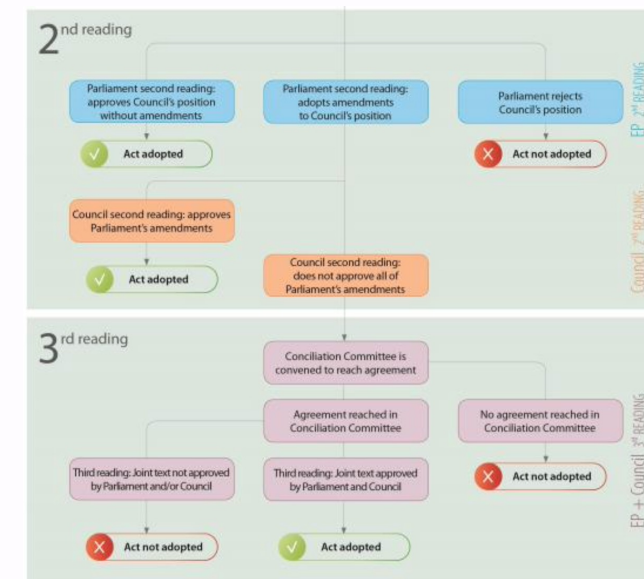 2nd reading
Parliament second reading:
approves Council's position
without amendments
Parliament second reading:
adopts amendments
to Council's position
Parliament rejects
Council's position
EP 2nd READING
Act adopted
Act not adopted
Council second reading: approves
Parliament's amendments
Council 2nd READING
Act adopted
Council second reading:
does not approve all of
Parliament's amendments
3rd reading
Conciliation Committee is
convened to reach agreement
Agreement reached in
Conciliation Committee
No agreement reached in
Conciliation Committee
EP + Council 3rd READING
Third reading: Joint text not approved
by Parliament and/or Council
Third reading: Joint text approved
by Parliament and Council
Act not adopted
Act not adopted
Act adopted